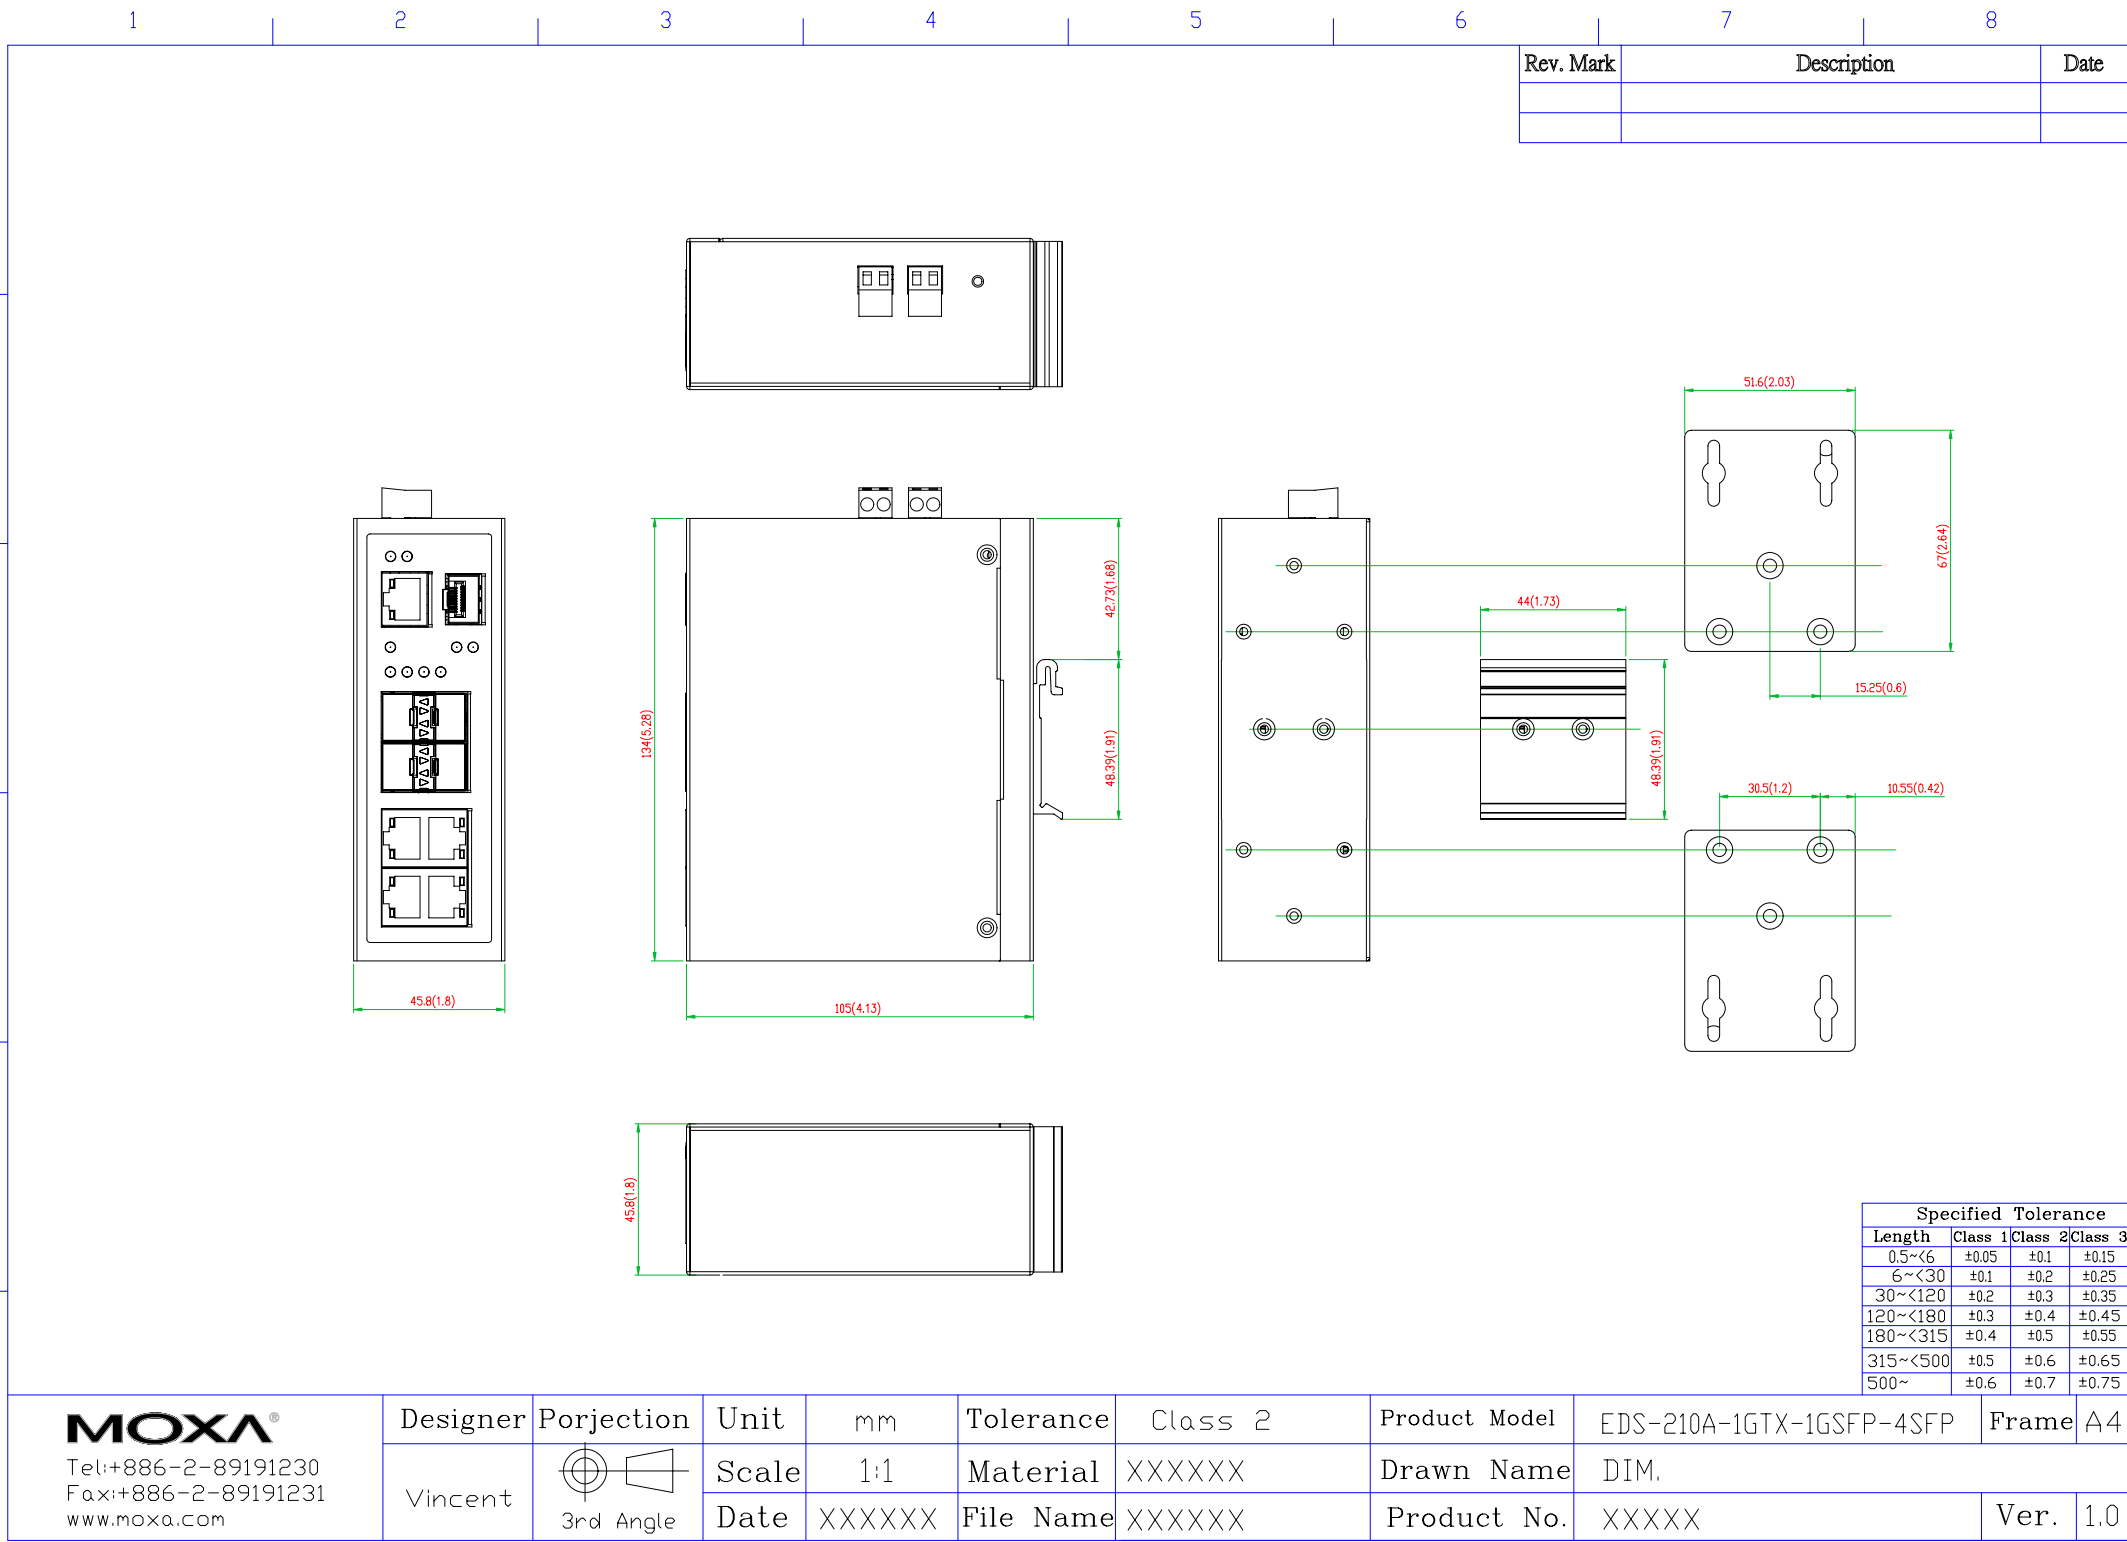 1 2 3 4 5 6 7 8
Rev. Mark Description Date
51.6(2.03)
67(2.64)
42.73(1.68)
44(1.73)
15.25(0.6)
134(5.28)
48.39(1.91)
48.39(1.91)
30.5(1.2) 10.55(0.42)
45.8(1.8)
105(4.13)
45.8(1.8)
Specified Tolerance
Length Class 1 Class 2 Class 3
0.5~<6 ±0.05 ±0.1 ±0.15
6~<30 ±0.1 ±0.2 ±0.25
30~<120 ±0.2 ±0.3 ±0.35
120~<180 ±0.3 ±0.4 ±0.45
180~<315 ±0.4 ±0.5 ±0.55
315~<500 ±0.5 ±0.6 ±0.65
500~ ±0.6 ±0.7 ±0.75
MOXA®
Tel:+886-2-89191230
Fax:+886-2-89191231
www.moxa.com
Designer Porjection Unit mm Tolerance Class 2 Product Model EDS-210A-1GTX-1GSFP-4SFP Frame A4
Vincent 3rd Angle Scale 1:1 Material XXXXXX Drawn Name DIM.
Date XXXXXX File Name XXXXXX Product No. XXXXX Ver. 1.0